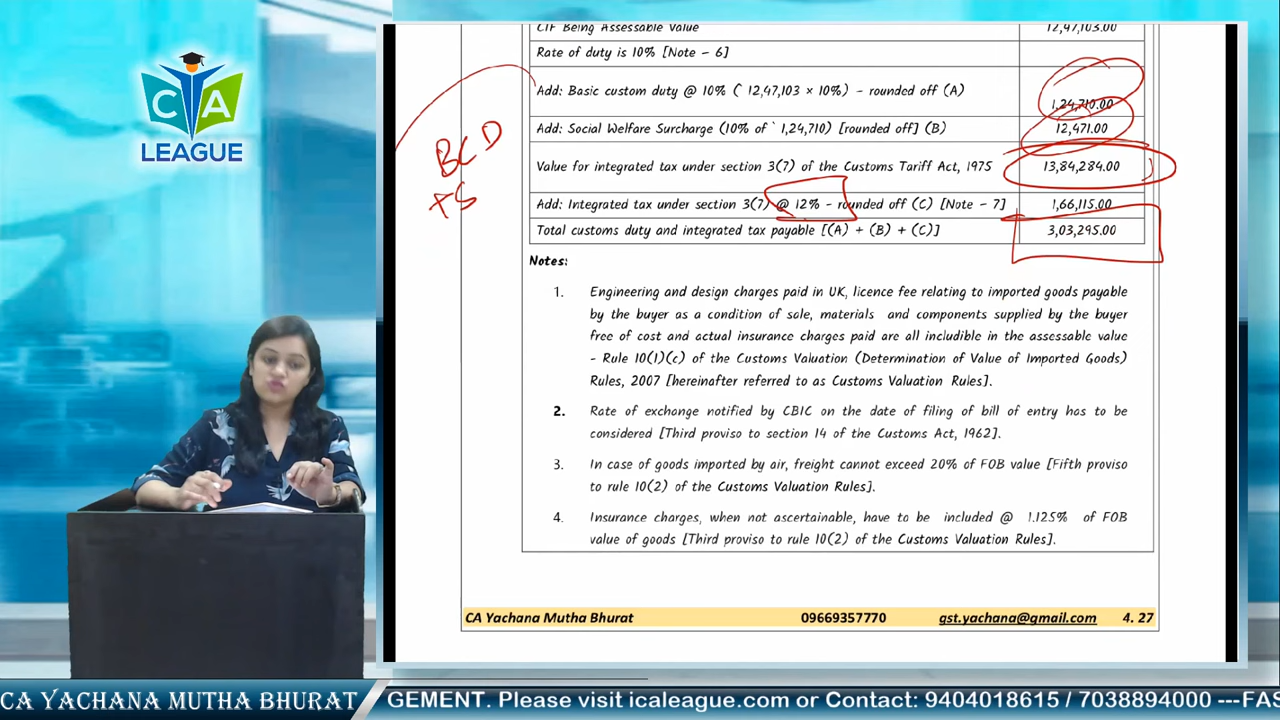 CA
LEAGUE
CIF Being Assessable Value 12,47,103.00
Rate of duty is 10% [Note – 6]
Add: Basic custom duty @ 10% (` 12,47,103 × 10%) – rounded off (A) 1,24,710.00
Add: Social Welfare Surcharge (10% of ` 1,24,710) [rounded off] (B) 12,471.00
Value for integrated tax under section 3(7) of the Customs Tariff Act, 1975 13,84,284.00
Add: Integrated tax under section 3(7) @ 12% – rounded off (C) [Note – 7] 1,66,115.00
Total customs duty and integrated tax payable [(A) + (B) + (C)] 3,03,295.00
BCD
+S
Notes:
1. Engineering and design charges paid in UK, licence fee relating to imported goods payable
by the buyer as a condition of sale, materials and components supplied by the buyer
free of cost and actual insurance charges paid are all includible in the assessable value
– Rule 10(1)(c) of the Customs Valuation (Determination of Value of Imported Goods)
Rules, 2007 [hereinafter referred to as Customs Valuation Rules].
2. Rate of exchange notified by CBIC on the date of filing of bill of entry has to be
considered [Third proviso to section 14 of the Customs Act, 1962].
3. In case of goods imported by air, freight cannot exceed 20% of FOB value [Fifth proviso
to rule 10(2) of the Customs Valuation Rules].
4. Insurance charges, when not ascertainable, have to be included @ 1.125% of FOB
value of goods [Third proviso to rule 10(2) of the Customs Valuation Rules].
CA Yachana Mutha Bhurat 09669357770 gst.yachana@gmail.com 4. 27
CA YACHANA MUTHA BHURAT GEMENT. Please visit icaleague.com or Contact: 9404018615 / 7038894000 ---FAS